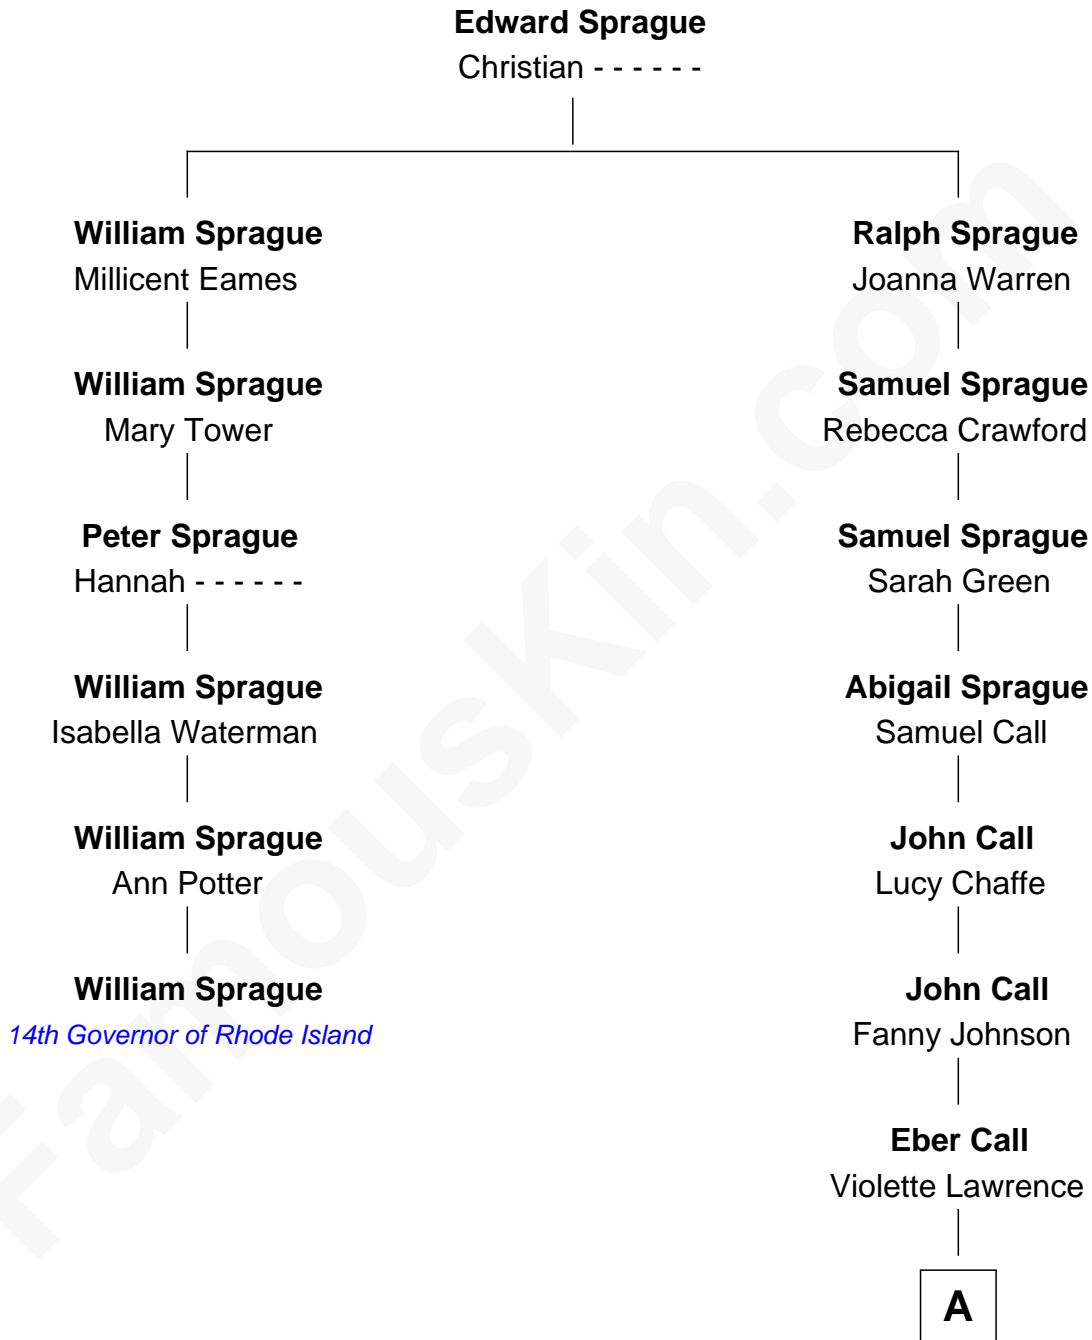 Edward Sprague
Christian - - - - - -
William Sprague
Millicent Eames
William Sprague
Mary Tower
Peter Sprague
Hannah - - - - - -
William Sprague
Isabella Waterman
William Sprague
Ann Potter
William Sprague
14th Governor of Rhode Island
Ralph Sprague
Joanna Warren
Samuel Sprague
Rebecca Crawford
Samuel Sprague
Sarah Green
Abigail Sprague
Samuel Call
John Call
Lucy Chaffe
John Call
Fanny Johnson
Eber Call
Violette Lawrence
A
FamousKin.com